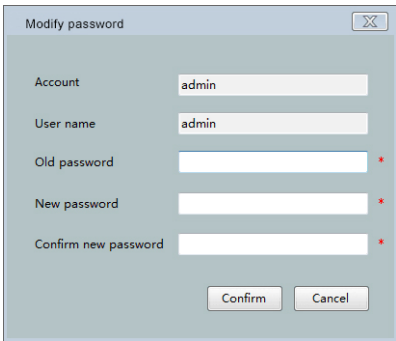 Modify password
Account admin
User name admin
Old password *
New password *
Confirm new password *
Confirm Cancel